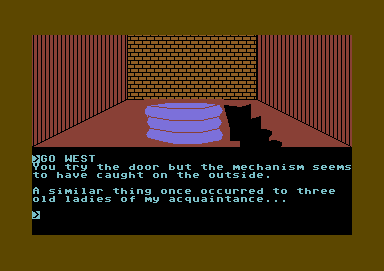 >GO WEST
You try the door but the mechanism seems
to have caught on the outside.
A similar thing once occurred to three
old ladies of my acquaintance...
>